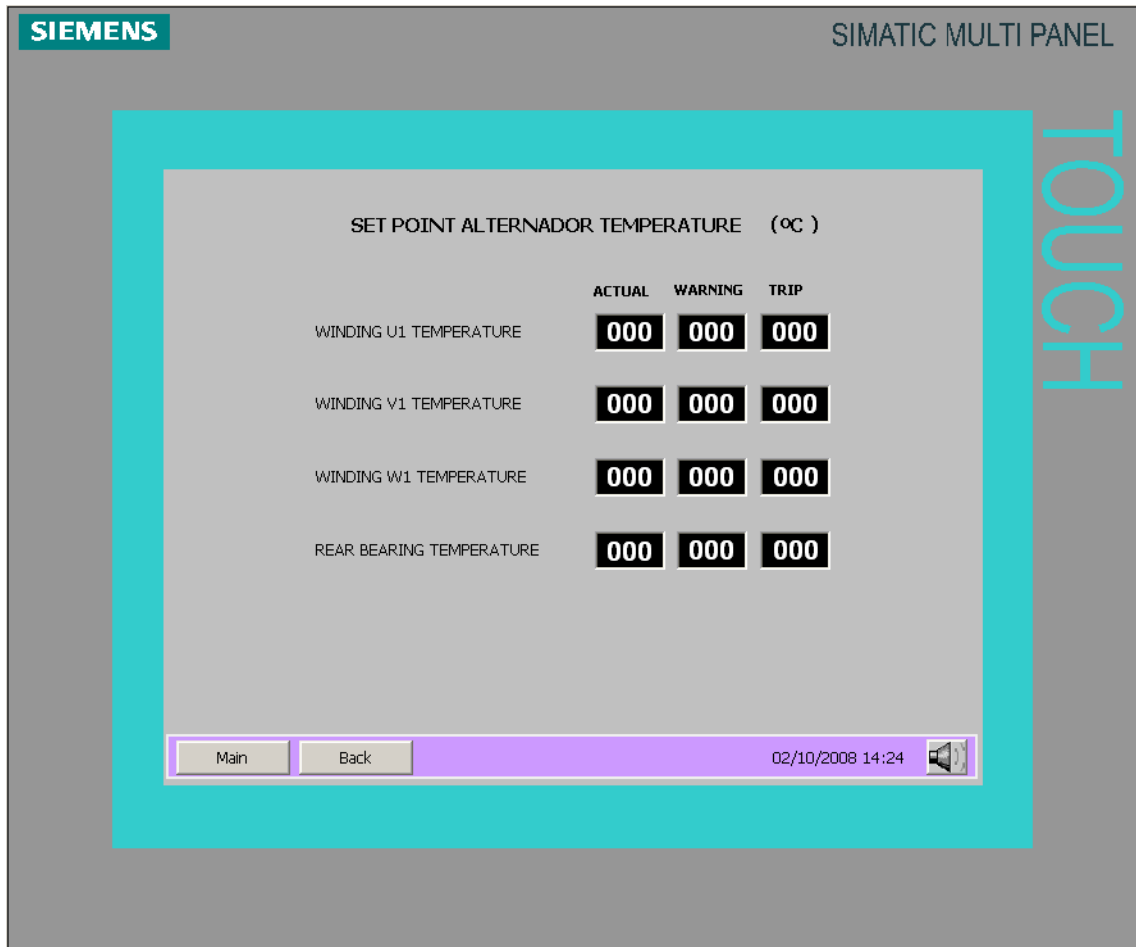 SIEMENS
SIMATIC MULTI PANEL
TOUCH
SET POINT ALTERNADOR TEMPERATURE (ºC)
ACTUAL WARNING TRIP
WINDING U1 TEMPERATURE 000 000 000
WINDING V1 TEMPERATURE 000 000 000
WINDING W1 TEMPERATURE 000 000 000
REAR BEARING TEMPERATURE 000 000 000
Main Back 02/10/2008 14:24